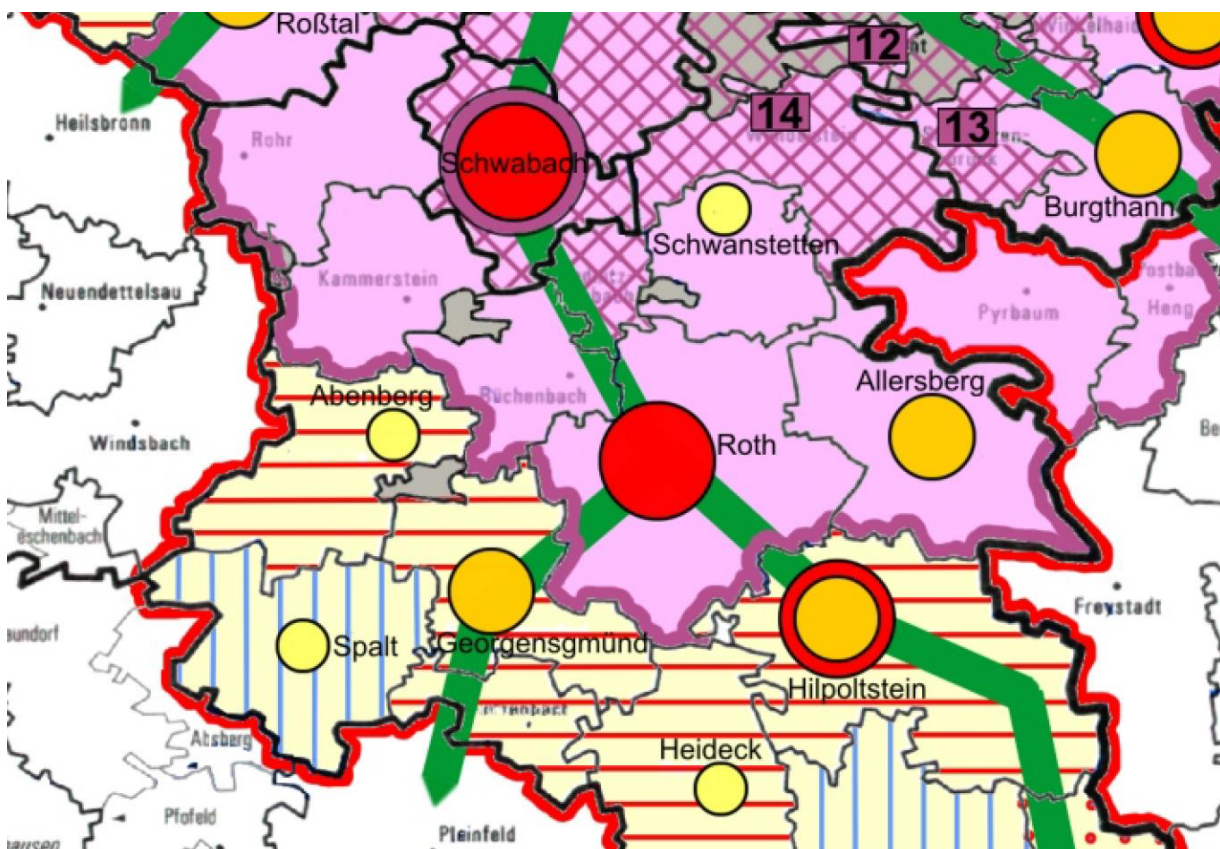 Roßtal
12
Heilsbronn
Rohr
14
13
Schwabach
Burgthann
Schwanstetten
Kammerstein
Neuendettelsau
Pyrbaum
Heng
Allersberg
Abenberg
Büchenbach
Windsbach
Roth
Mittel-
eschenbach
Freystadt
Spalt
Georgensgmünd
Hilpoltstein
Absberg
Heideck
Pfofeld
Pleinfeld